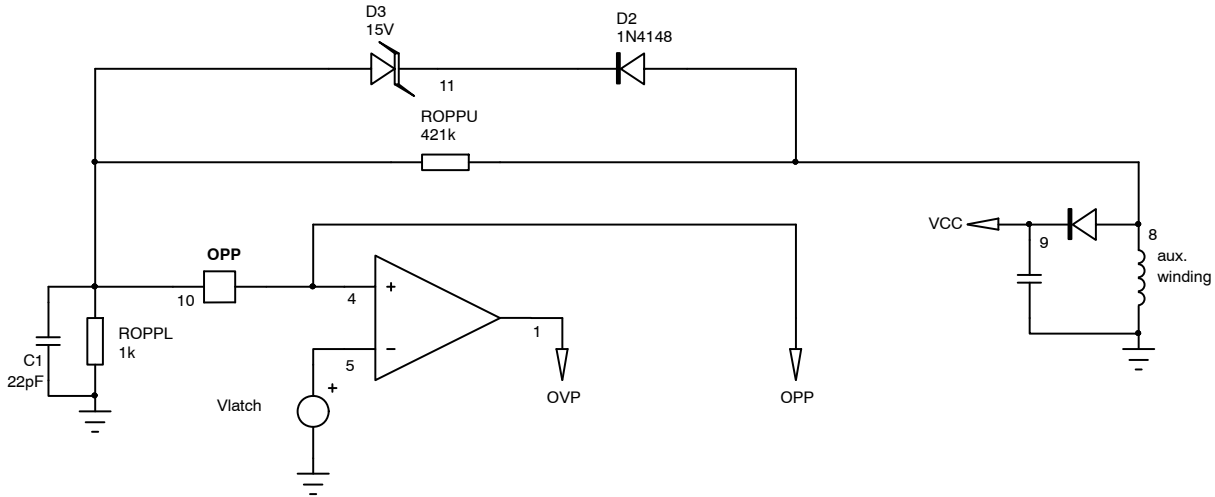 D3
15V
D2
1N4148
11
ROPPU
421k
VCC
9
8
aux.
winding
OPP
10
4
+
ROPPL
1k
C1
22pF
5
−
1
Vlatch
+
OVP
OPP